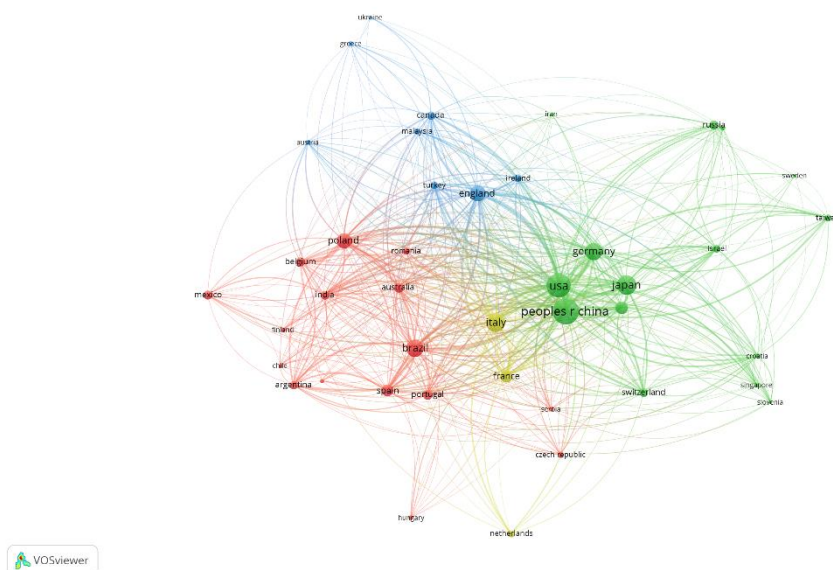 ukraine
greece
canada
iran
malaysia
russia
austria
sweden
ireland
turkey
england
taiwan
poland
romania
germany
israel
belgium
australia
usa
japan
mexico
india
peoples r china
italy
finland
brazil
croatia
chile
france
argentina
singapore
spain
portugal
switzerland
slovenia
serbia
czech republic
hungary
netherlands
VOSviewer